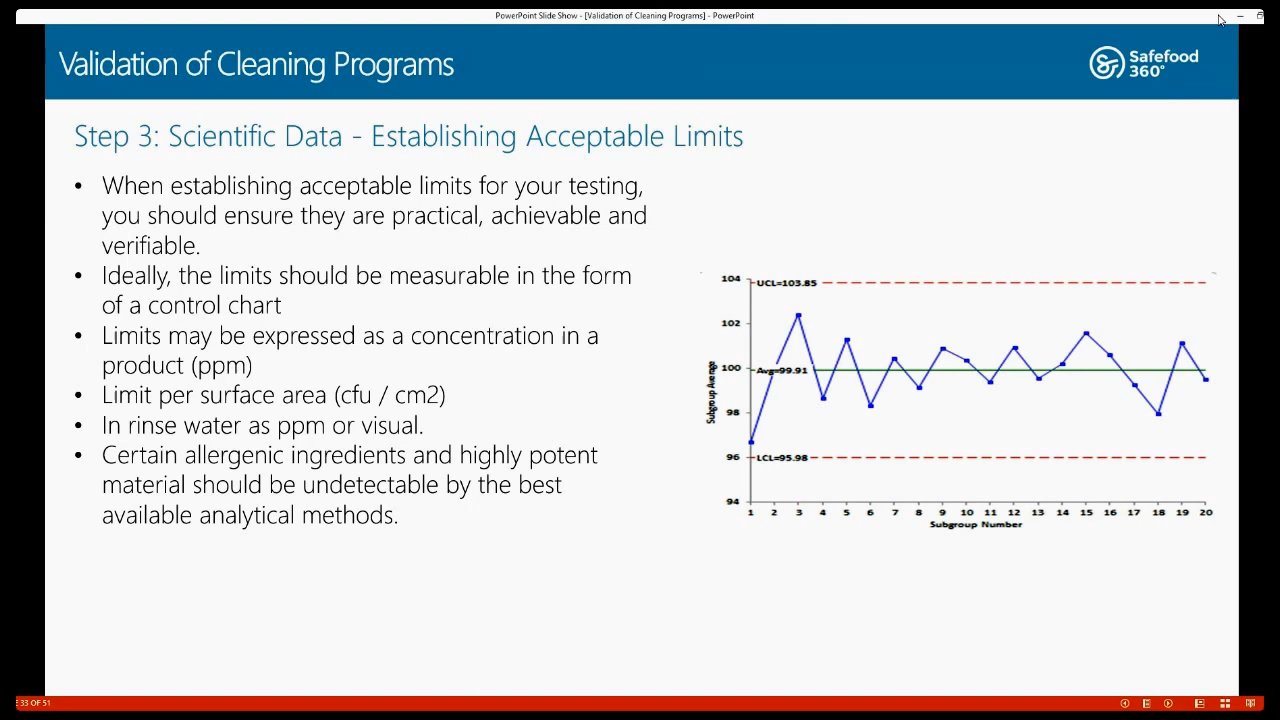 PowerPoint Slide Show - [Validation of Cleaning Programs] - PowerPoint
Validation of Cleaning Programs
Safefood
360°
Step 3: Scientific Data - Establishing Acceptable Limits
• When establishing acceptable limits for your testing,
you should ensure they are practical, achievable and
verifiable.
• Ideally, the limits should be measurable in the form
of a control chart
• Limits may be expressed as a concentration in a
product (ppm)
• Limit per surface area (cfu / cm2)
• In rinse water as ppm or visual.
• Certain allergenic ingredients and highly potent
material should be undetectable by the best
available analytical methods.
Subgroup Average
104
UCL=103.85
102
100
Avg=99.91
98
96
LCL=95.98
94
1 2 3 4 5 6 7 8 9 10 11 12 13 14 15 16 17 18 19 20
Subgroup Number
33 OF 51